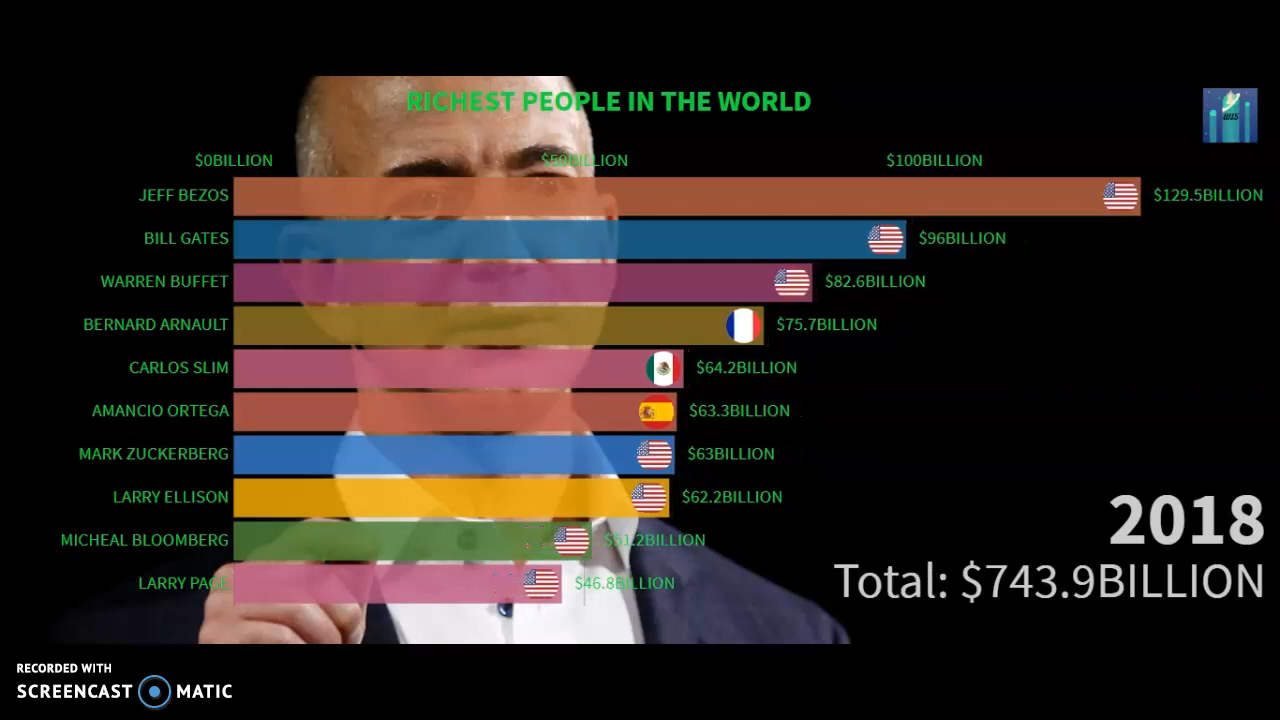 RICHEST PEOPLE IN THE WORLD
$0BILLION $50BILLION $100BILLION
JEFF BEZOS $129.5BILLION
BILL GATES $96BILLION
WARREN BUFFET $82.6BILLION
BERNARD ARNAULT $75.7BILLION
CARLOS SLIM $64.2BILLION
AMANCIO ORTEGA $63.3BILLION
MARK ZUCKERBERG $63BILLION
LARRY ELLISON $62.2BILLION
MICHEAL BLOOMBERG $51.2BILLION
LARRY PAGE $46.8BILLION
2018
Total: $743.9BILLION
RECORDED WITH
SCREENCAST MATIC